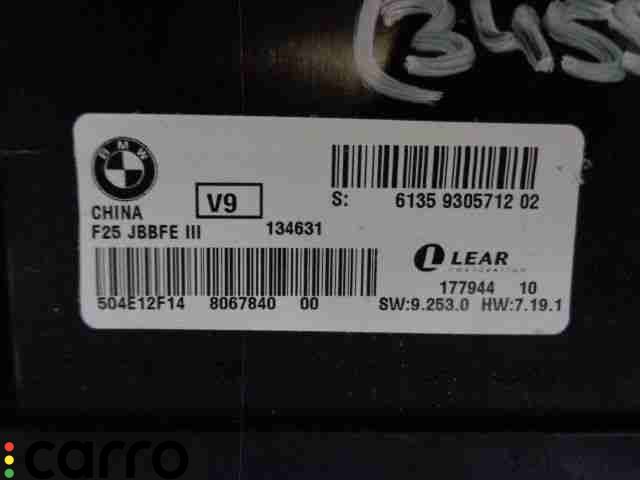 BMW
CHINA
V9
S: 6135 9305712 02
F25 JBBFE III 134631
LEAR
CORPORATION
177944 10
504E12F14 8067840 00
SW:9.253.0 HW:7.19.1
carro